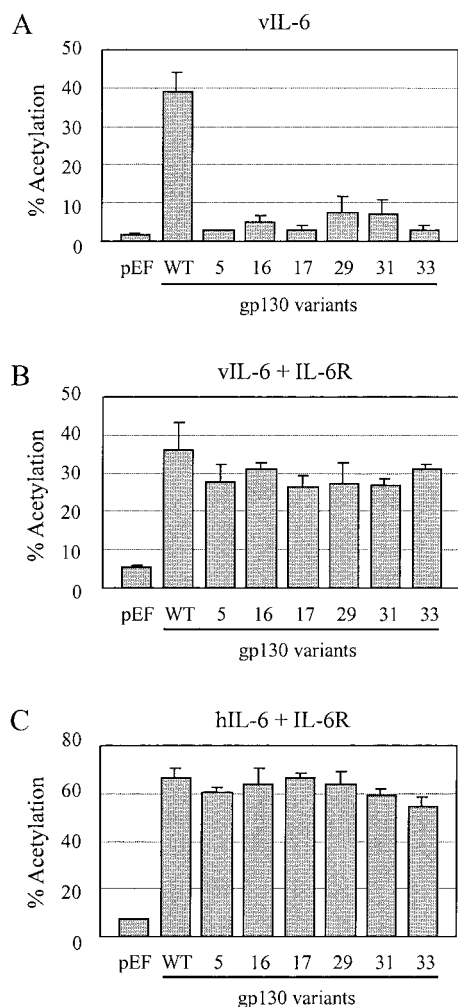 A
vIL-6
% Acetylation
50
40
30
20
10
0
pEF WT 5 16 17 29 31 33
gp130 variants
B
vIL-6 + IL-6R
% Acetylation
50
40
30
20
10
0
pEF WT 5 16 17 29 31 33
gp130 variants
C
hIL-6 + IL-6R
% Acetylation
80
60
40
20
0
pEF WT 5 16 17 29 31 33
gp130 variants